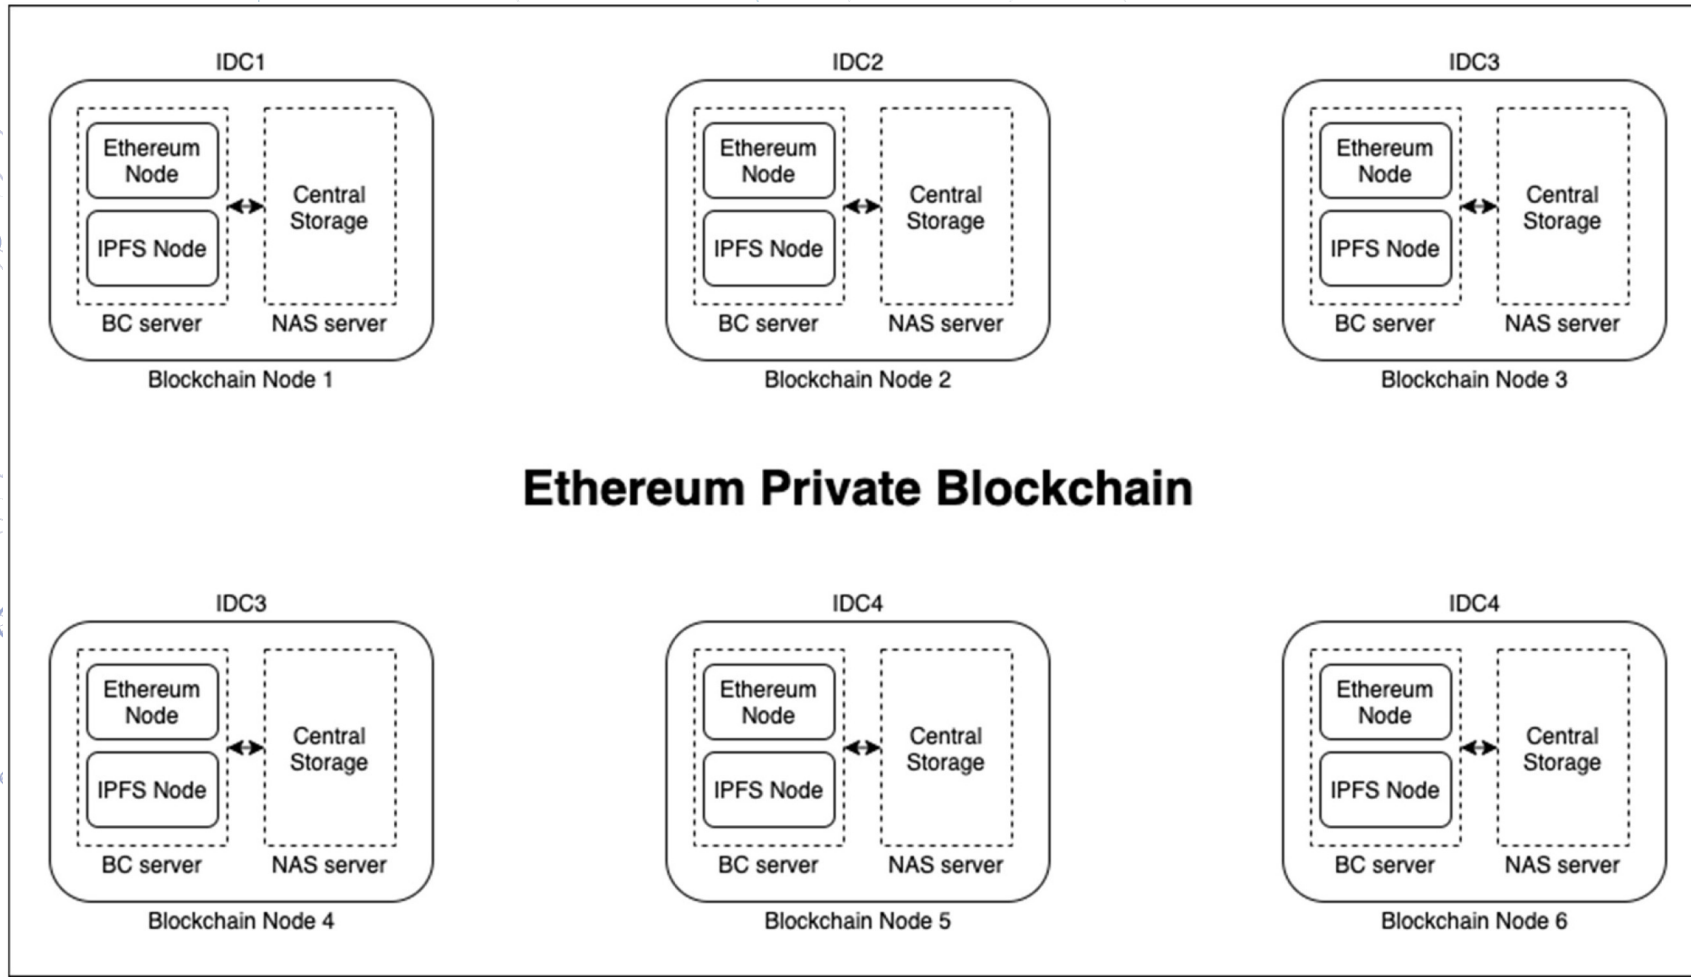 IDC1
IDC2
IDC3
Ethereum
Node
IPFS Node
Central
Storage
BC server
NAS server
Ethereum
Node
IPFS Node
Central
Storage
BC server
NAS server
Ethereum
Node
IPFS Node
Central
Storage
BC server
NAS server
Blockchain Node 1
Blockchain Node 2
Blockchain Node 3
Ethereum Private Blockchain
IDC3
IDC4
IDC4
Ethereum
Node
IPFS Node
Central
Storage
BC server
NAS server
Ethereum
Node
IPFS Node
Central
Storage
BC server
NAS server
Ethereum
Node
IPFS Node
Central
Storage
BC server
NAS server
Blockchain Node 4
Blockchain Node 5
Blockchain Node 6